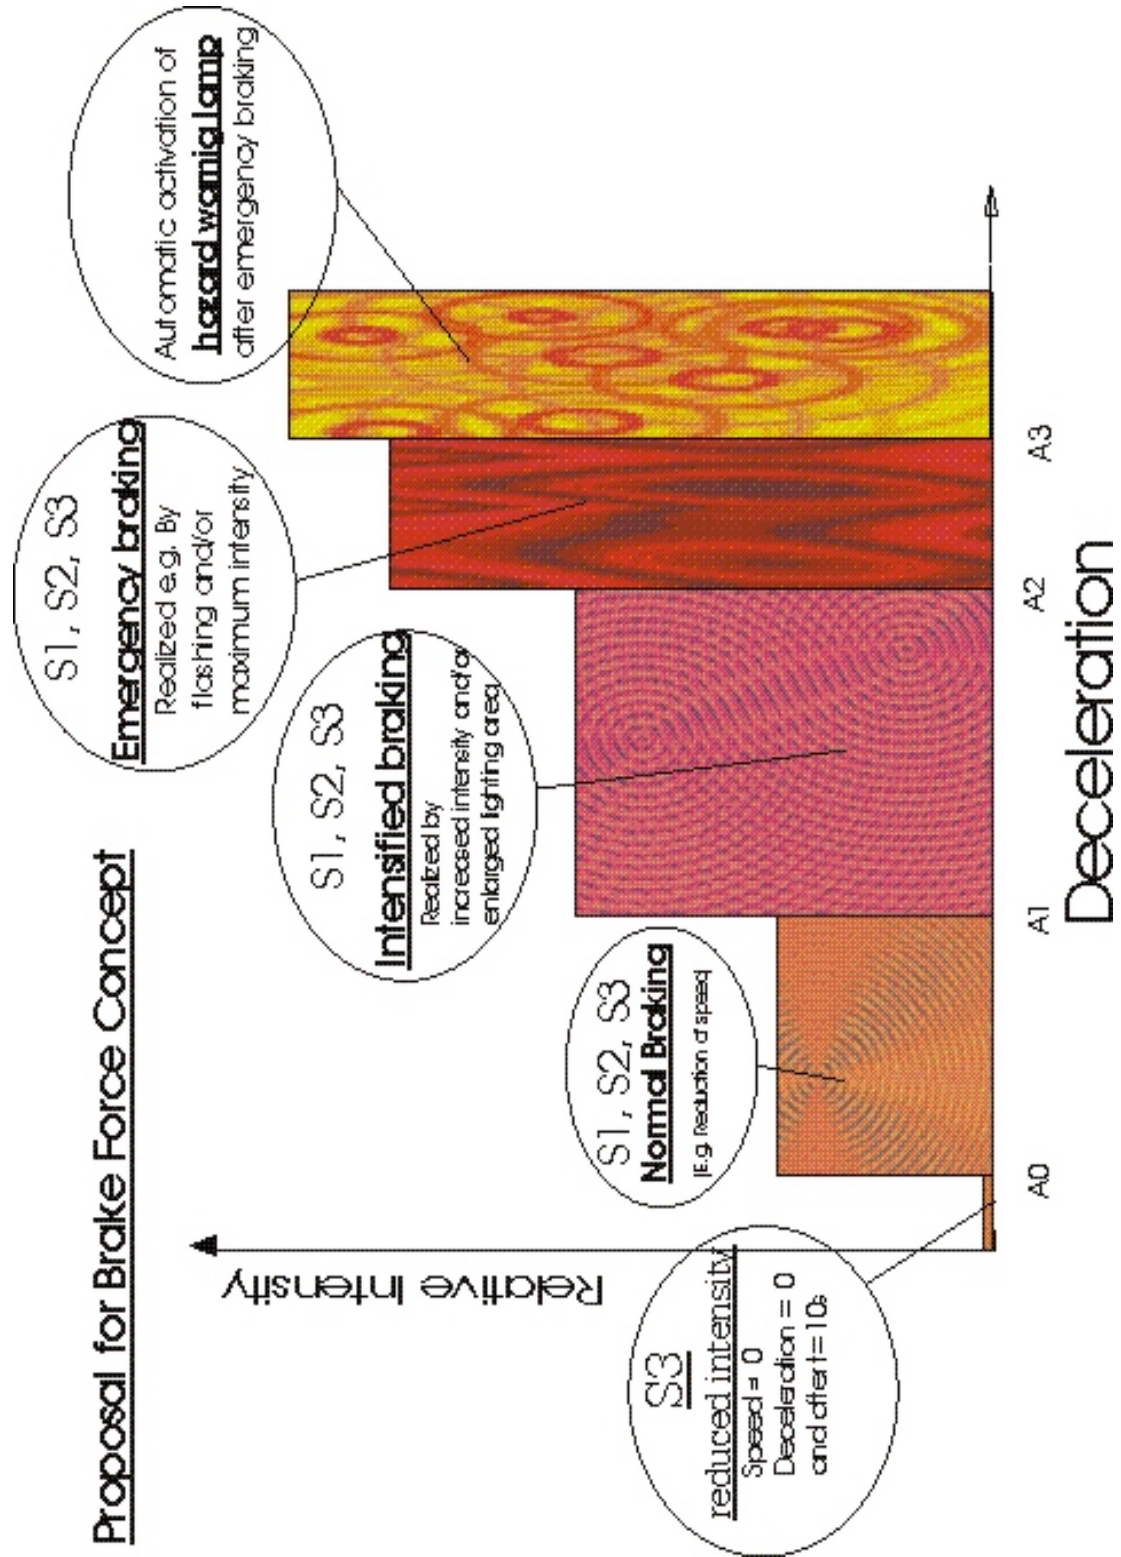 Proposal for Brake Force Concept
Relative Intensity
S3
reduced intensity
Speed = 0
Deceleration = 0
and after t = 10s
S1, S2, S3
Normal Braking
(E.g. Reduction of speed)
S1, S2, S3
Intensified braking
Realized by
increased intensity and/or
enlarged lighting area
S1, S2, S3
Emergency braking
Realized e.g. By
flashing and/or
maximum intensity
Automatic activation of
hazard warnig lamp
after emergency braking
A0
A1
A2
A3
Deceleration